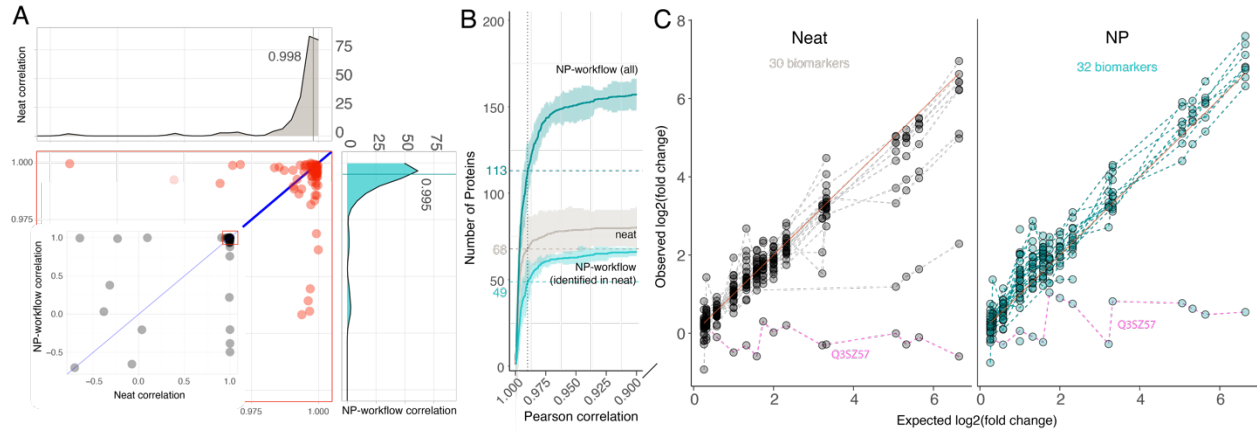 A
Neat correlation
0.998
75
50
25
0
1.000
0.975
NP-workflow correlation
1.0
0.5
0.0
−0.5
−0.5
0.0
0.5
1.0
Neat correlation
0.975
1.000
0
25
50
75
0.995
NP-workflow correlation
B
Number of Proteins
200
150
113
100
68
50
49
0
NP-workflow (all)
neat
NP-workflow
(identified in neat)
1.000
0.975
0.950
0.925
0.900
Pearson correlation
C
Observed log2(fold change)
8
6
4
2
0
Neat
30 biomarkers
Q3SZ57
0
2
4
6
NP
32 biomarkers
Q3SZ57
0
2
4
6
Expected log2(fold change)